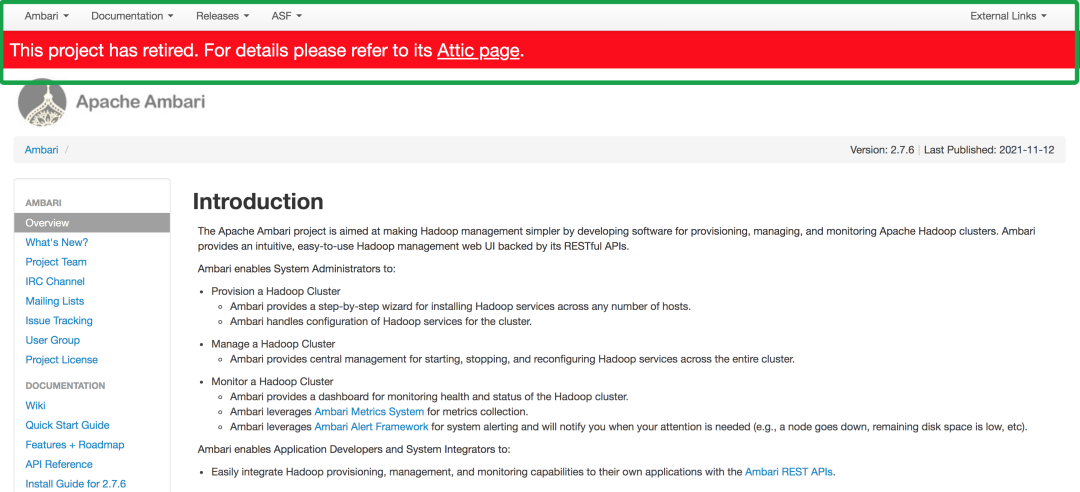 Ambari Documentation Releases ASF External Links
This project has retired. For details please refer to its Attic page.
Apache Ambari
Ambari / Version: 2.7.6 | Last Published: 2021-11-12
AMBARI
Overview
What's New?
Project Team
IRC Channel
Mailing Lists
Issue Tracking
User Group
Project License
DOCUMENTATION
Wiki
Quick Start Guide
Features + Roadmap
API Reference
Install Guide for 2.7.6
Introduction
The Apache Ambari project is aimed at making Hadoop management simpler by developing software for provisioning, managing, and monitoring Apache Hadoop clusters. Ambari
provides an intuitive, easy-to-use Hadoop management web UI backed by its RESTful APIs.
Ambari enables System Administrators to:
• Provision a Hadoop Cluster
◦ Ambari provides a step-by-step wizard for installing Hadoop services across any number of hosts.
◦ Ambari handles configuration of Hadoop services for the cluster.
• Manage a Hadoop Cluster
◦ Ambari provides central management for starting, stopping, and reconfiguring Hadoop services across the entire cluster.
• Monitor a Hadoop Cluster
◦ Ambari provides a dashboard for monitoring health and status of the Hadoop cluster.
◦ Ambari leverages Ambari Metrics System for metrics collection.
◦ Ambari leverages Ambari Alert Framework for system alerting and will notify you when your attention is needed (e.g., a node goes down, remaining disk space is low, etc).
Ambari enables Application Developers and System Integrators to:
• Easily integrate Hadoop provisioning, management, and monitoring capabilities to their own applications with the Ambari REST APIs.